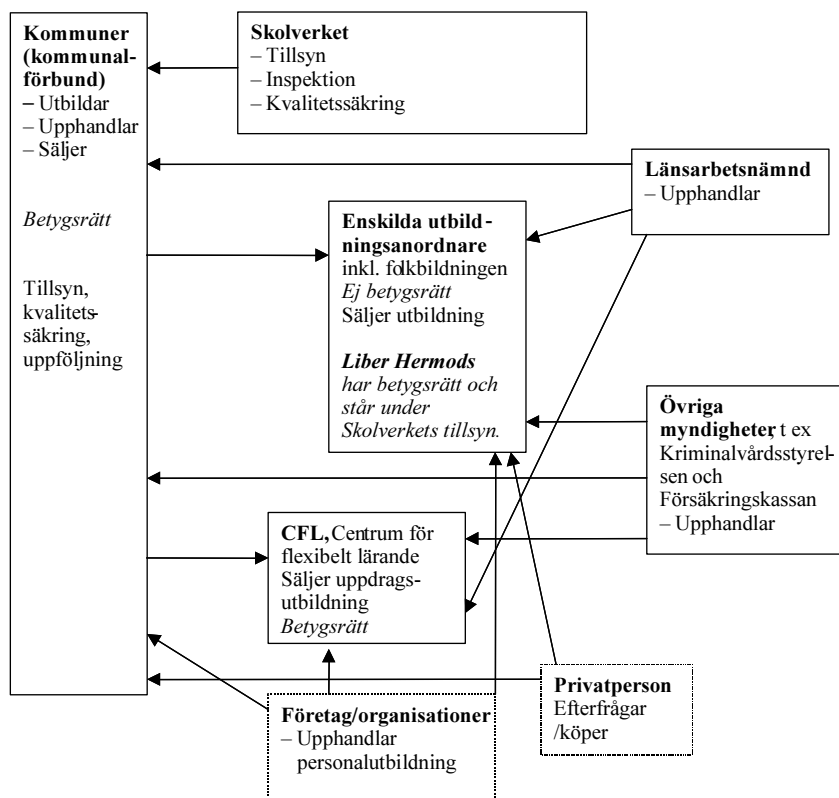 Kommuner
(kommunal-
förbund)
– Utbildar
– Upphandlar
– Säljer
Betygsrätt
Tillsyn,
kvalitets-
säkring,
uppföljning
Skolverket
– Tillsyn
– Inspektion
– Kvalitetssäkring
Länsarbetsnämnd
– Upphandlar
Enskilda utbild-
ningsanordnare
inkl. folkbildningen
Ej betygsrätt
Säljer utbildning
Liber Hermods
har betygsrätt och
står under
Skolverkets tillsyn.
Övriga
myndigheter, t ex
Kriminalvårdsstyrel-
sen och
Försäkringskassan
– Upphandlar
CFL, Centrum för
flexibelt lärande
Säljer uppdrags-
utbildning
Betygsrätt
Privatperson
Efterfrågar
/köper
Företag/organisationer
– Upphandlar
personalutbildning